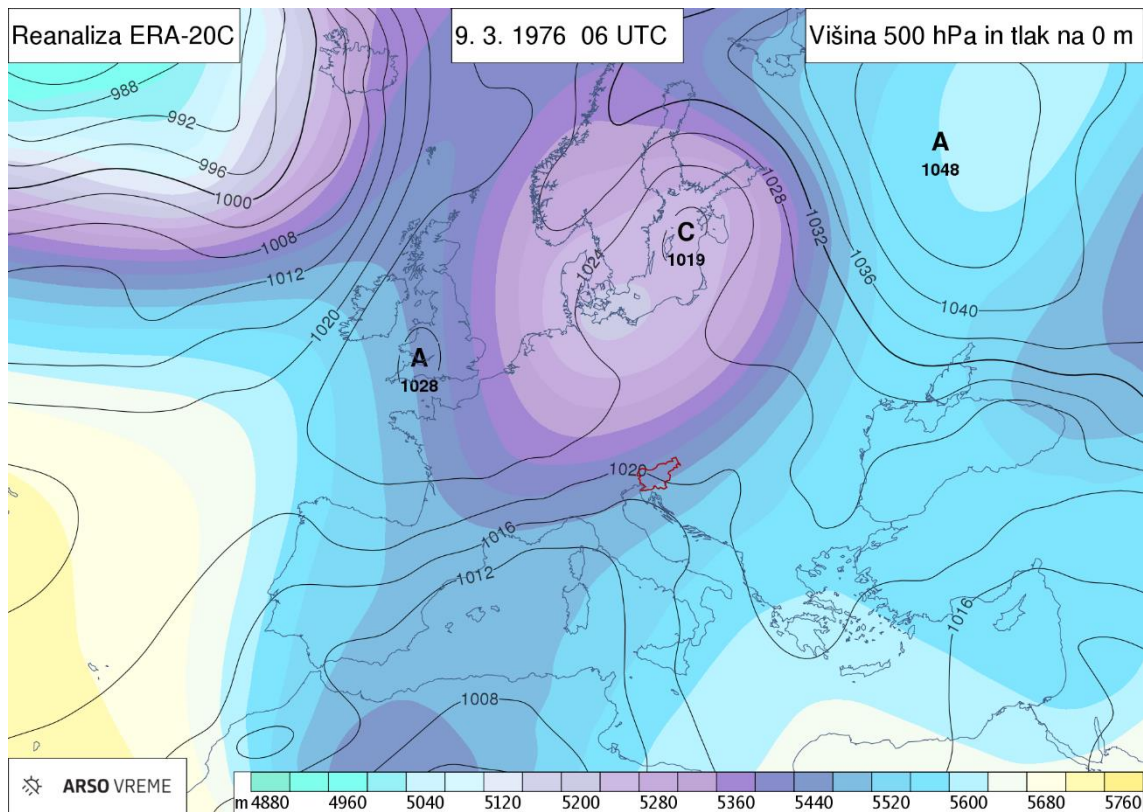 Reanaliza ERA-20C
9. 3. 1976 06 UTC
Višina 500 hPa in tlak na 0 m
988
992
996
1000
1008
1012
1020
A
1048
1028
1032
1036
1040
C
1019
1024
A
1028
1020
1016
1012
1016
1008
ARSO VREME
m 4880 4960 5040 5120 5200 5280 5360 5440 5520 5600 5680 5760